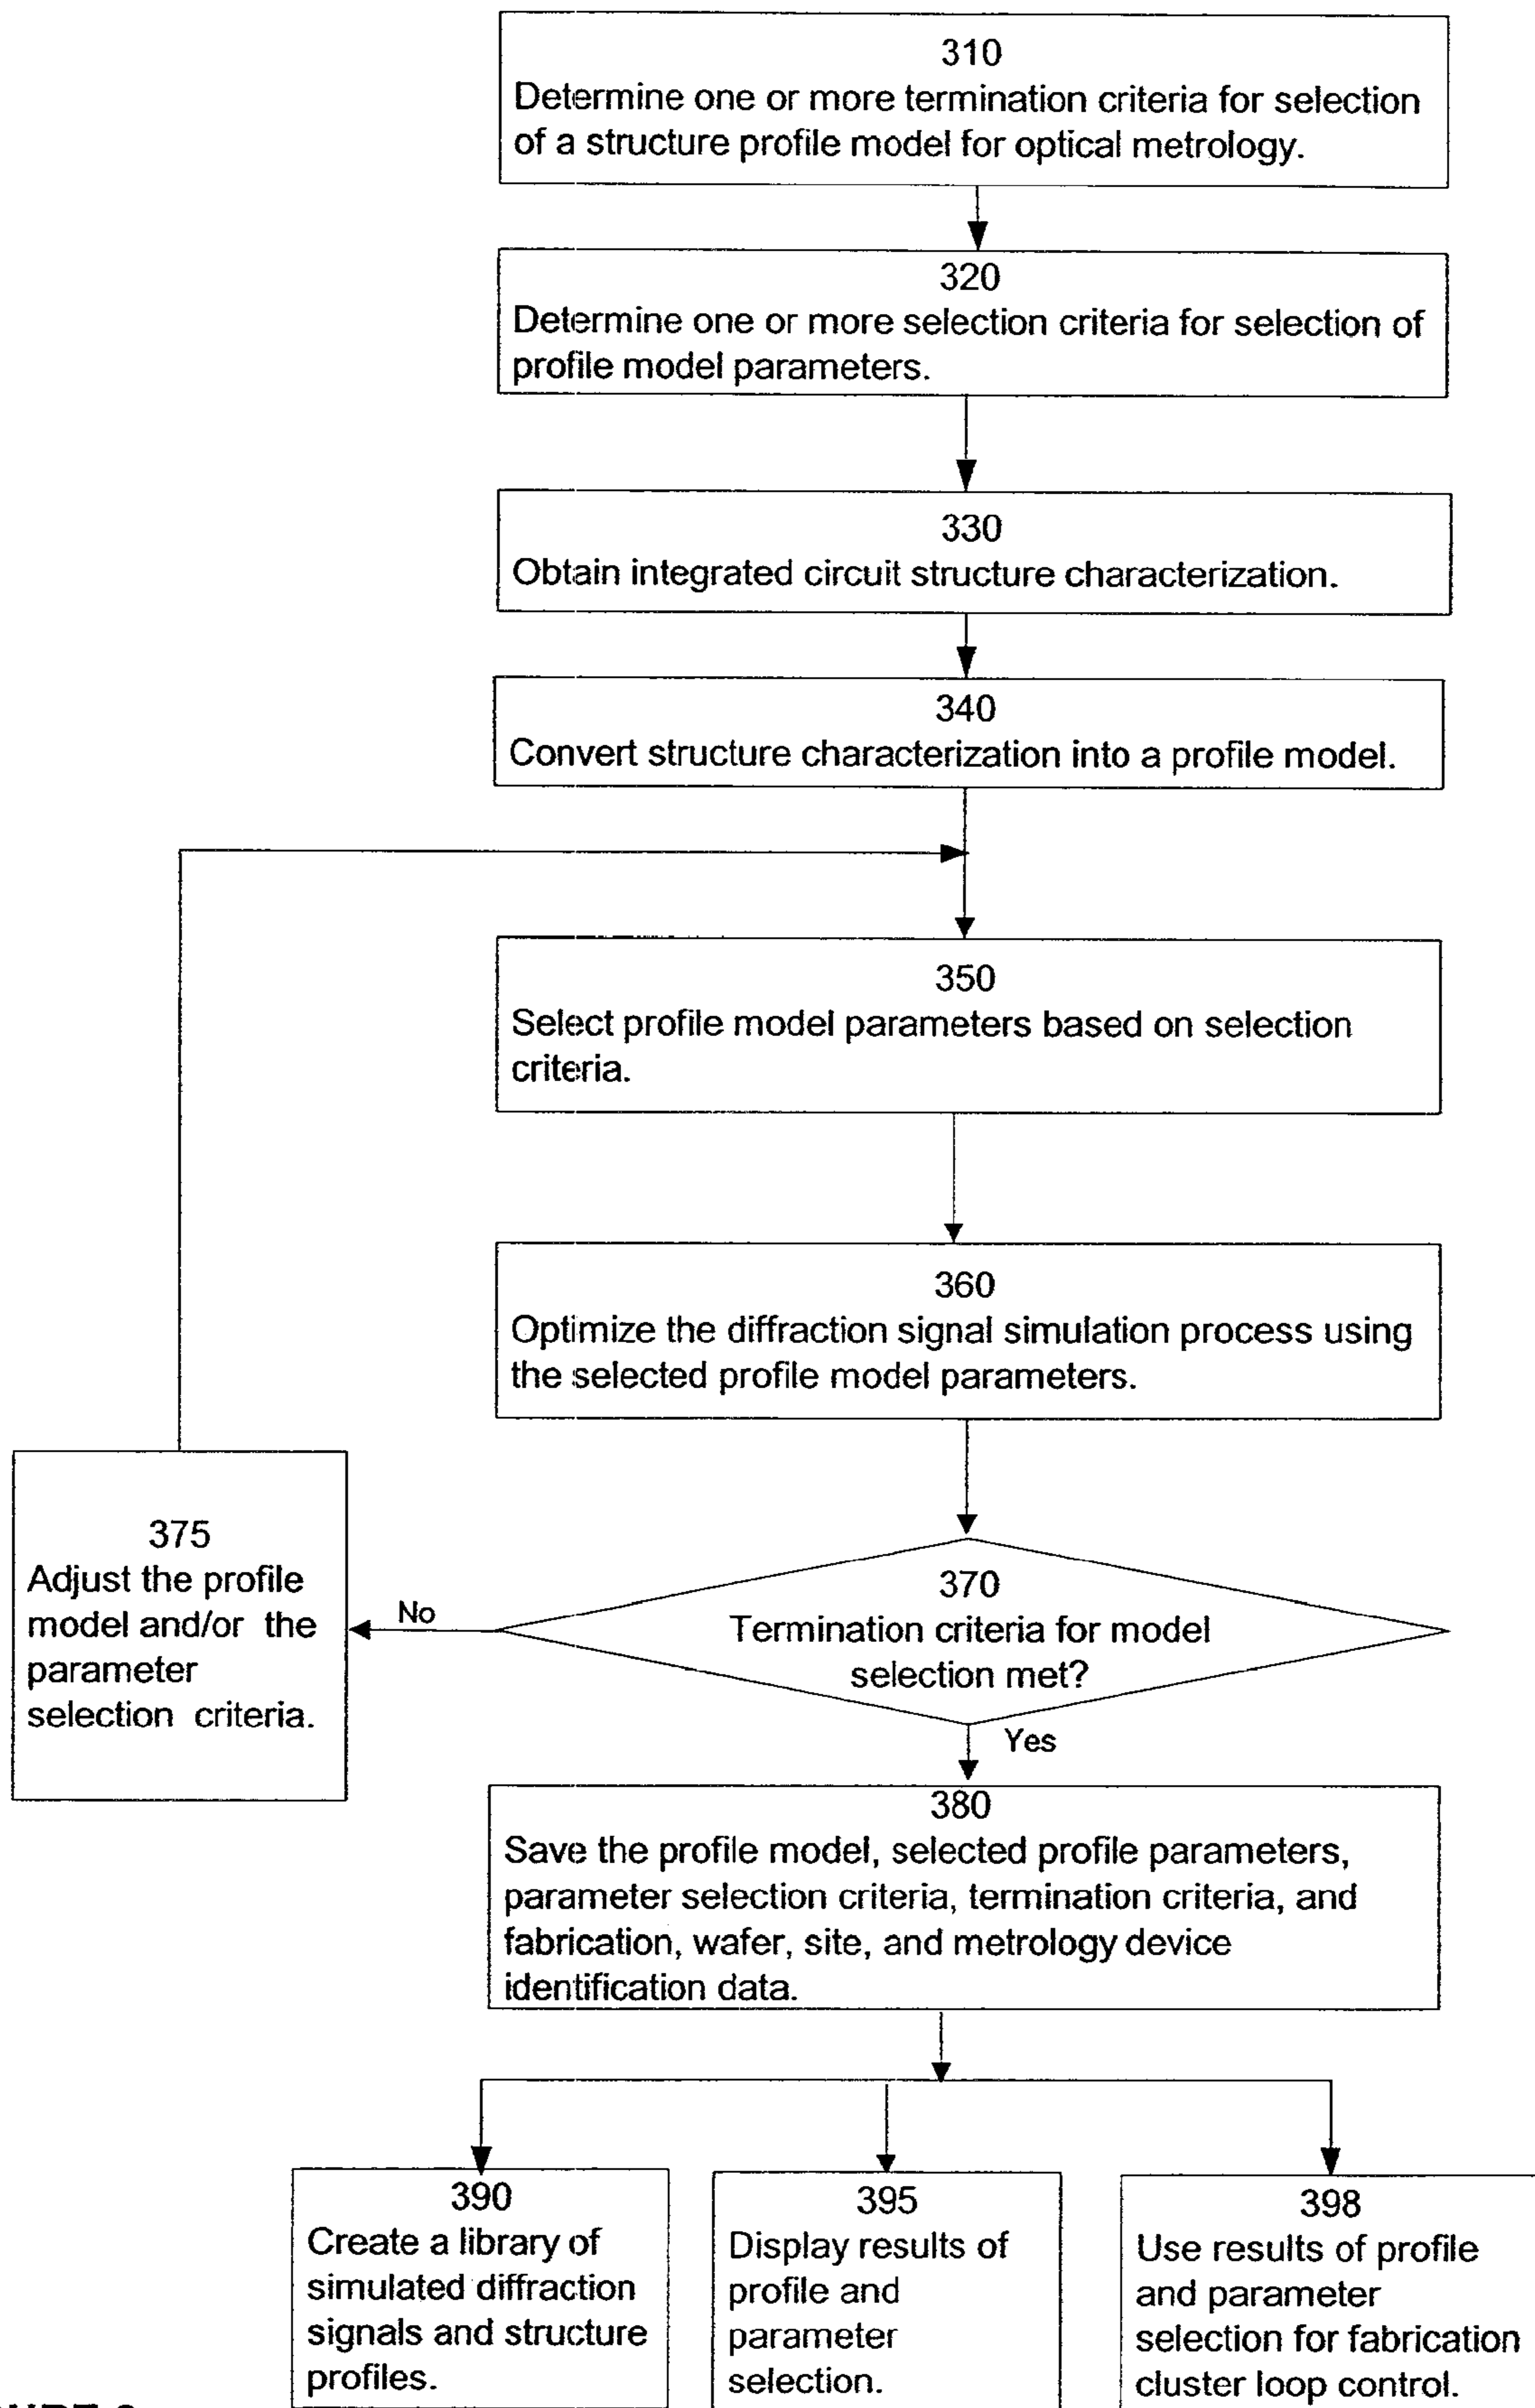 310
Determine one or more termination criteria for selection
of a structure profile model for optical metrology.
320
Determine one or more selection criteria for selection of
profile model parameters.
330
Obtain integrated circuit structure characterization.
340
Convert structure characterization into a profile model.
350
Select profile model parameters based on selection
criteria.
360
Optimize the diffraction signal simulation process using
the selected profile model parameters.
370
Termination criteria for model
selection met?
No
375
Adjust the profile
model and/or the
parameter
selection criteria.
Yes
380
Save the profile model, selected profile parameters,
parameter selection criteria, termination criteria, and
fabrication, wafer, site, and metrology device
identification data.
390
Create a library of
simulated diffraction
signals and structure
profiles.
395
Display results of
profile and
parameter
selection.
398
Use results of profile
and parameter
selection for fabrication
cluster loop control.